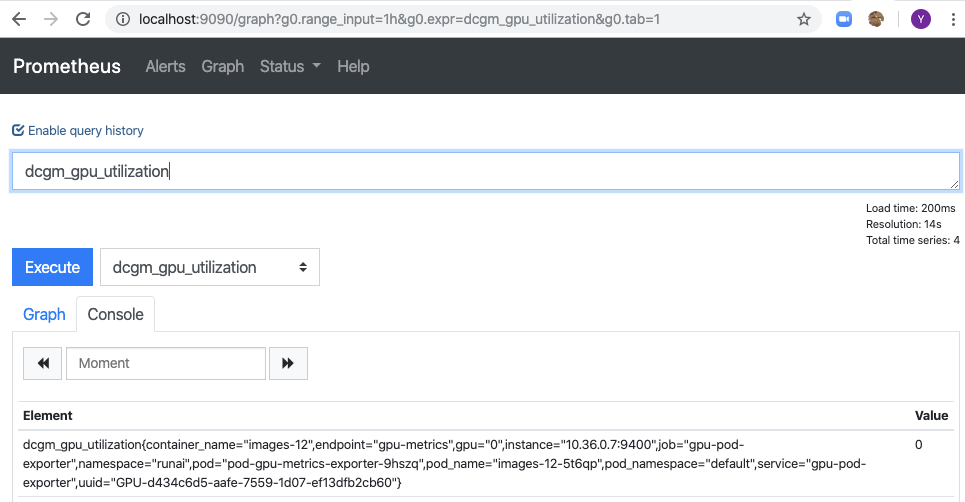 localhost:9090/graph?g0.range_input=1h&g0.expr=dcgm_gpu_utilization&g0.tab=1
Y
Prometheus Alerts Graph Status Help
Enable query history
dcgm_gpu_utilization
Load time: 200ms
Resolution: 14s
Total time series: 4
Execute dcgm_gpu_utilization
Graph Console
Moment
Element Value
dcgm_gpu_utilization{container_name="images-12",endpoint="gpu-metrics",gpu="0",instance="10.36.0.7:9400",job="gpu-pod- 0
exporter",namespace="runai",pod="pod-gpu-metrics-exporter-9hszq",pod_name="images-12-5t6qp",pod_namespace="default",service="gpu-pod-
exporter",uuid="GPU-d434c6d5-aafe-7559-1d07-ef13dfb2cb60"}